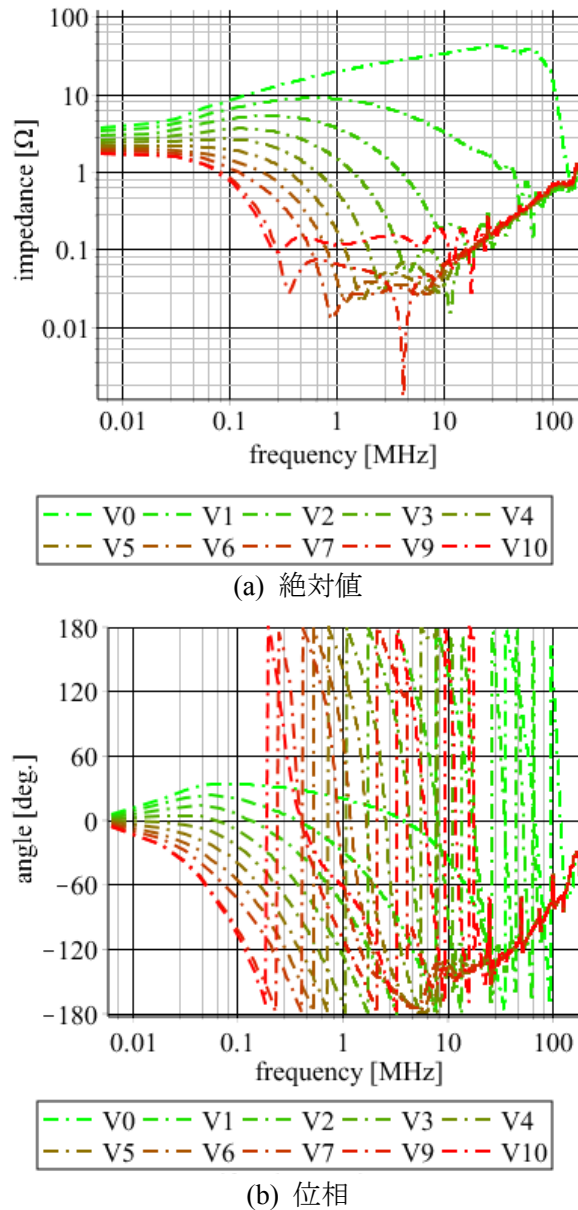 100
10
1
0.1
0.01
impedance [Ω]
0.01 0.1 1 10 100
frequency [MHz]
V0 V1 V2 V3 V4
V5 V6 V7 V9 V10
(a) 絶対値
180
120
60
0
−60
−120
−180
angle [deg.]
0.01 0.1 1 10 100
frequency [MHz]
V0 V1 V2 V3 V4
V5 V6 V7 V9 V10
(b) 位相